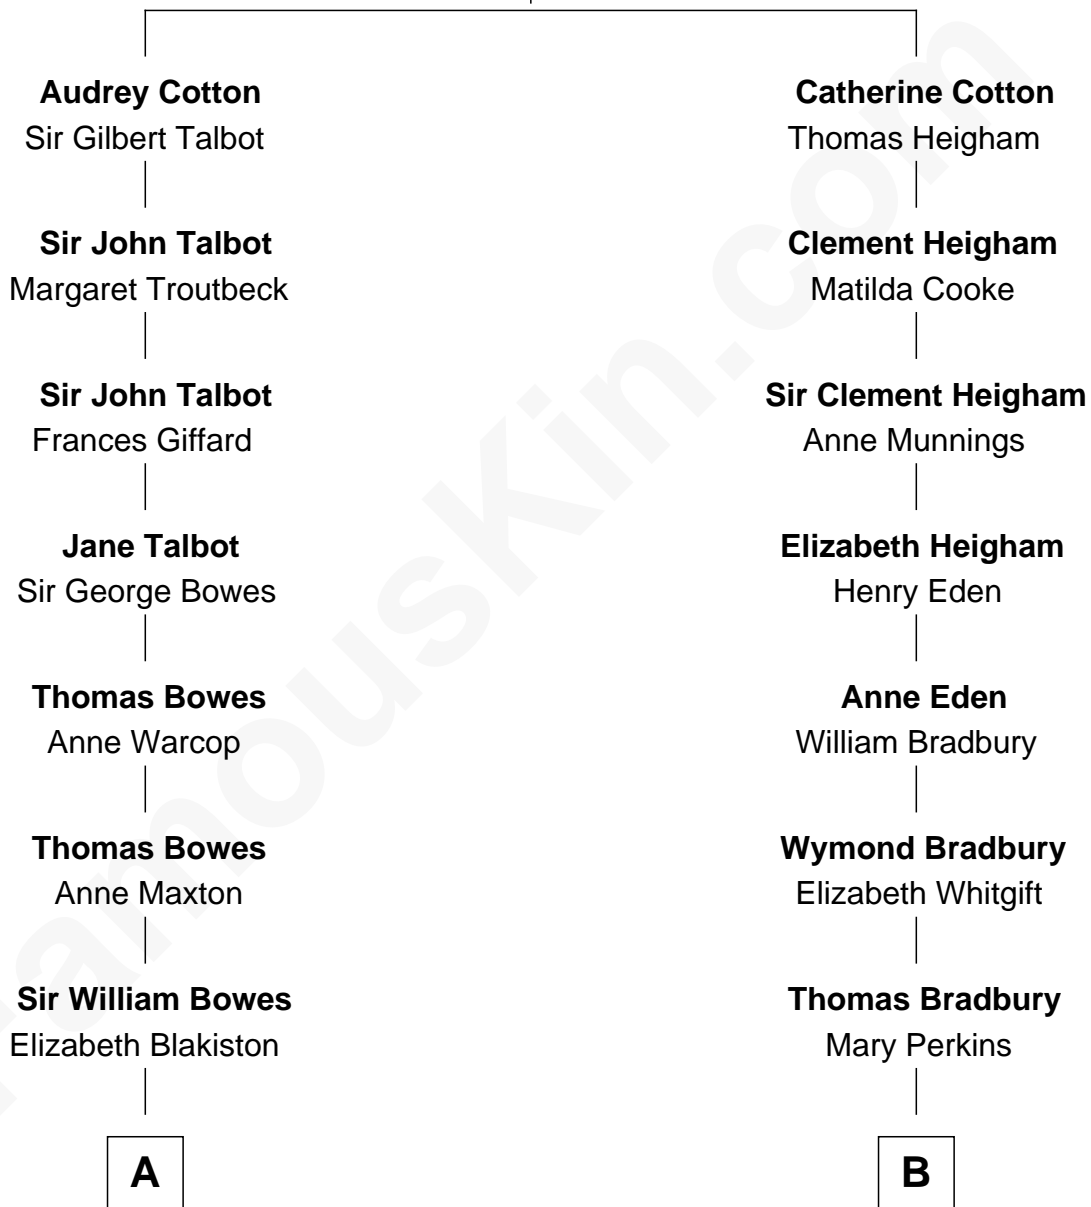 Audrey Cotton
Sir Gilbert Talbot
Sir John Talbot
Margaret Troutbeck
Sir John Talbot
Frances Giffard
Jane Talbot
Sir George Bowes
Thomas Bowes
Anne Warcop
Thomas Bowes
Anne Maxton
Sir William Bowes
Elizabeth Blakiston
A
Catherine Cotton
Thomas Heigham
Clement Heigham
Matilda Cooke
Sir Clement Heigham
Anne Munnings
Elizabeth Heigham
Henry Eden
Anne Eden
William Bradbury
Wymond Bradbury
Elizabeth Whitgift
Thomas Bradbury
Mary Perkins
B
FamousKin.com